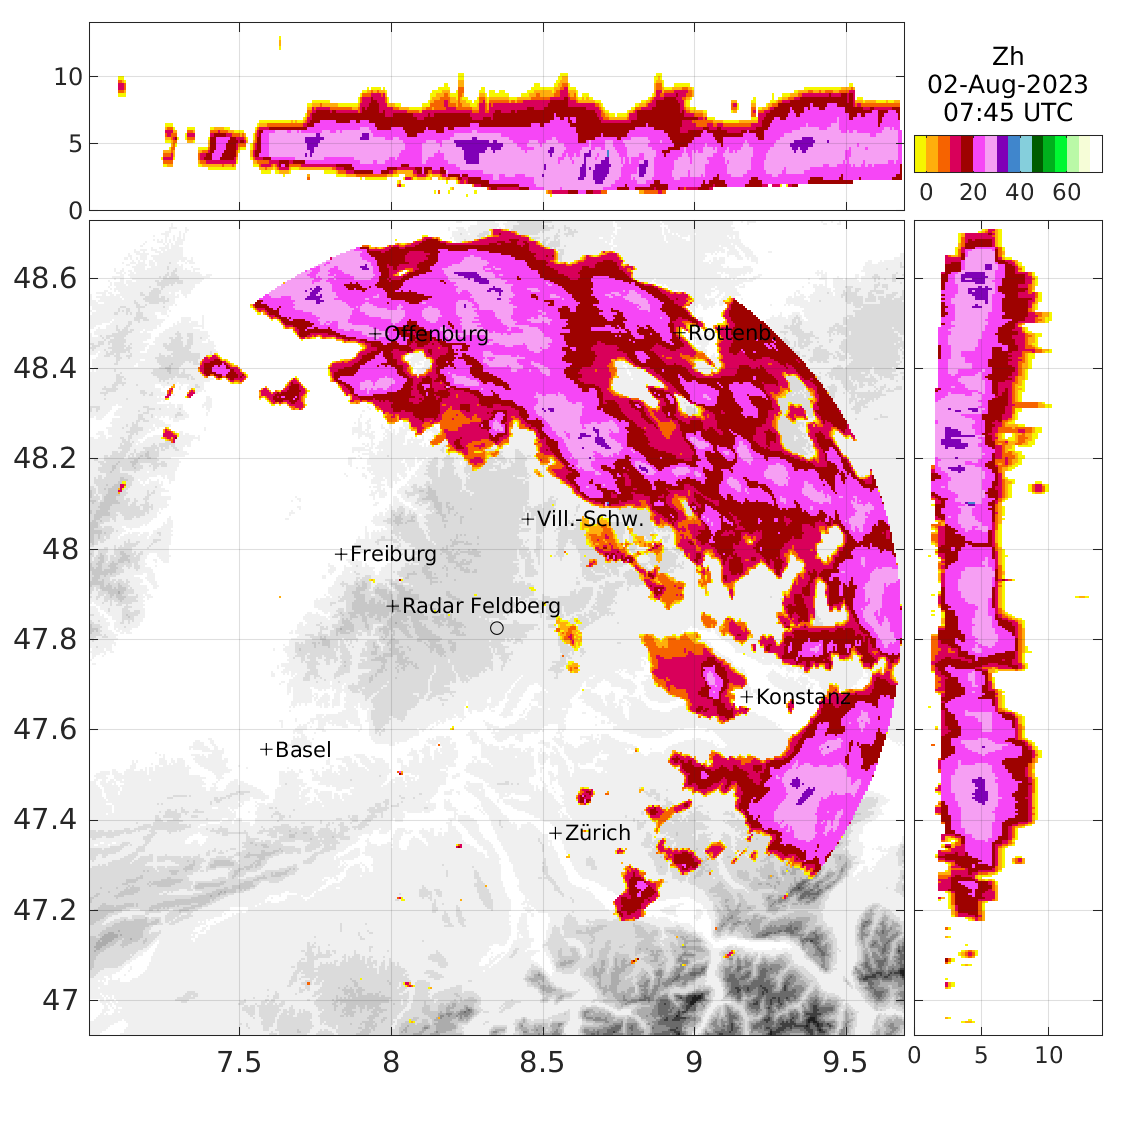 10
5
0
Zh
02-Aug-2023
07:45 UTC
0 20 40 60
48.6
48.4
48.2
48
47.8
47.6
47.4
47.2
47
Offenburg
Rottenb
Vill.-Schw.
Freiburg
Radar Feldberg
Konstanz
Basel
Zürich
7.5 8 8.5 9 9.5
0 5 10